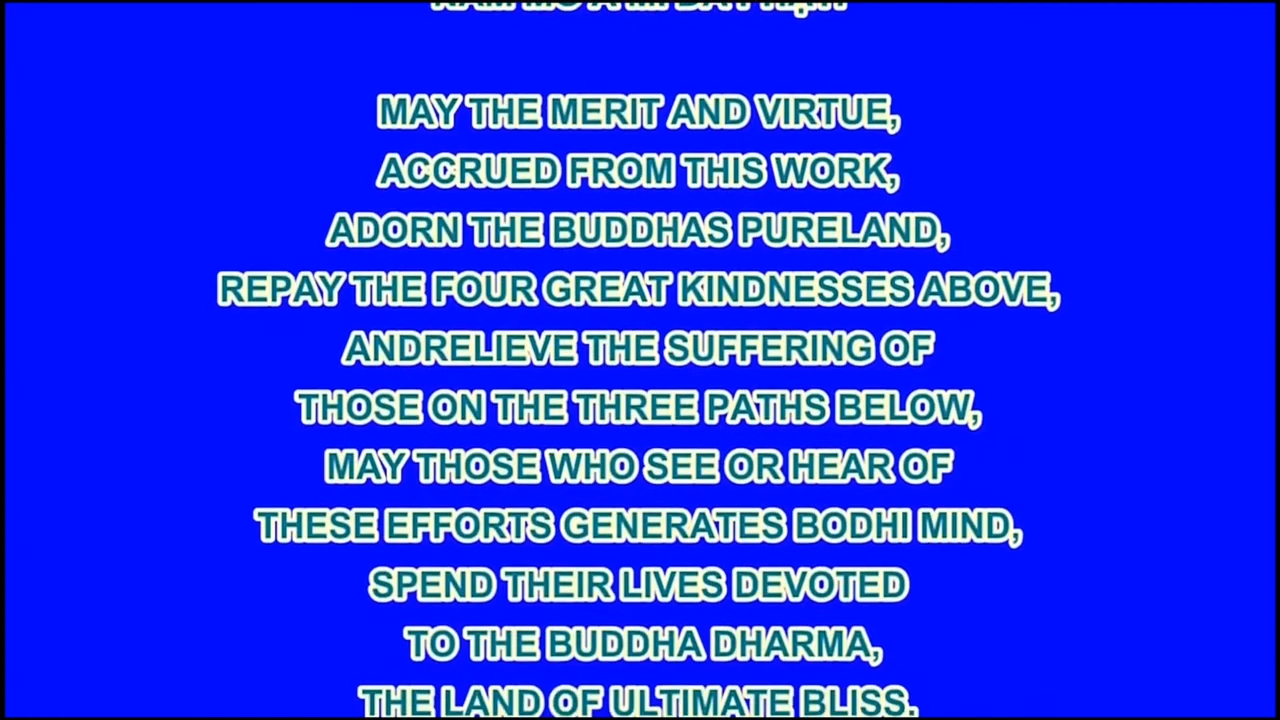 MAY THE MERIT AND VIRTUE,
ACCRUED FROM THIS WORK,
ADORN THE BUDDHAS PURELAND,
REPAY THE FOUR GREAT KINDNESSES ABOVE,
ANDRELIEVE THE SUFFERING OF
THOSE ON THE THREE PATHS BELOW,
MAY THOSE WHO SEE OR HEAR OF
THESE EFFORTS GENERATES BODHI MIND,
SPEND THEIR LIVES DEVOTED
TO THE BUDDHA DHARMA,
THE LAND OF ULTIMATE BLISS.